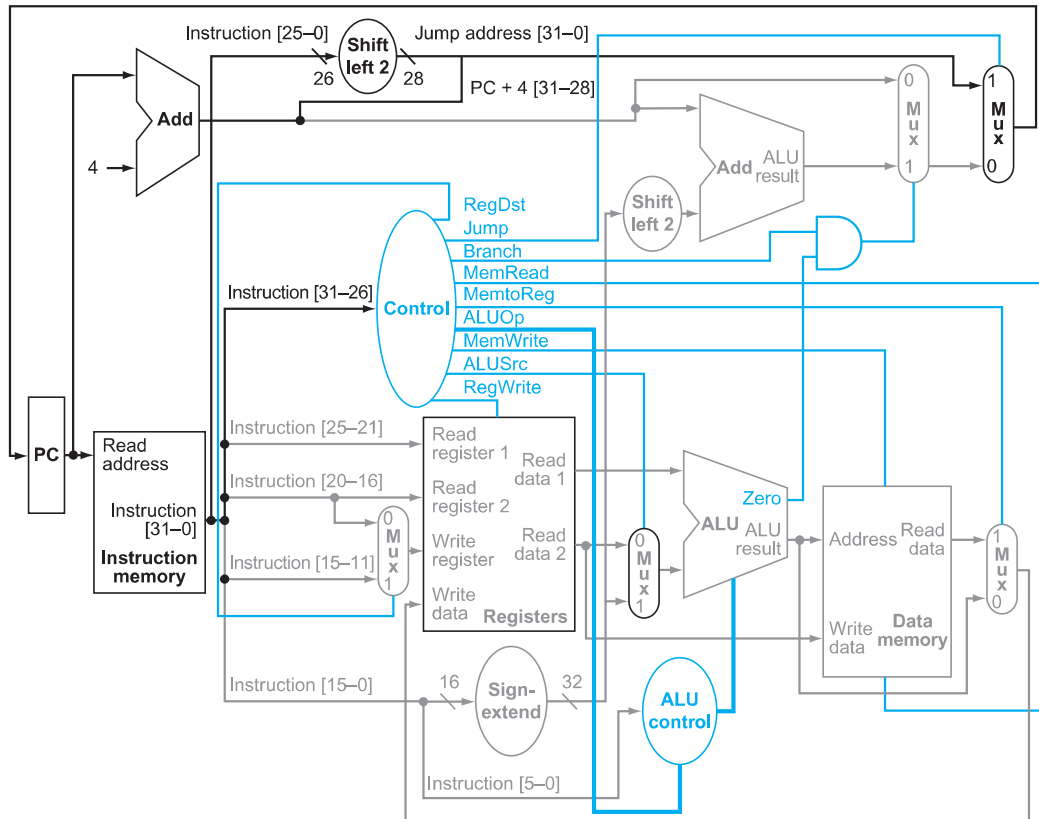 Instruction [25–0]
Shift
left 2
Jump address [31–0]
26
28
PC + 4 [31–28]
Add
4
0
M
u
x
1
1
M
u
x
0
Add
ALU
result
Shift
left 2
RegDst
Jump
Branch
MemRead
MemtoReg
ALUOp
MemWrite
ALUSrc
RegWrite
Instruction [31–26]
Control
PC
Read
address
Instruction
[31–0]
Instruction
memory
Instruction [25–21]
Instruction [20–16]
Instruction [15–11]
0
M
u
x
1
Read
register 1
Read
register 2
Write
register
Write
data
Read
data 1
Read
data 2
Registers
0
M
u
x
1
Zero
ALU
ALU
result
Address
Read
data
Write
data
Data
memory
1
M
u
x
0
Instruction [15–0]
16
Sign-
extend
32
ALU
control
Instruction [5–0]